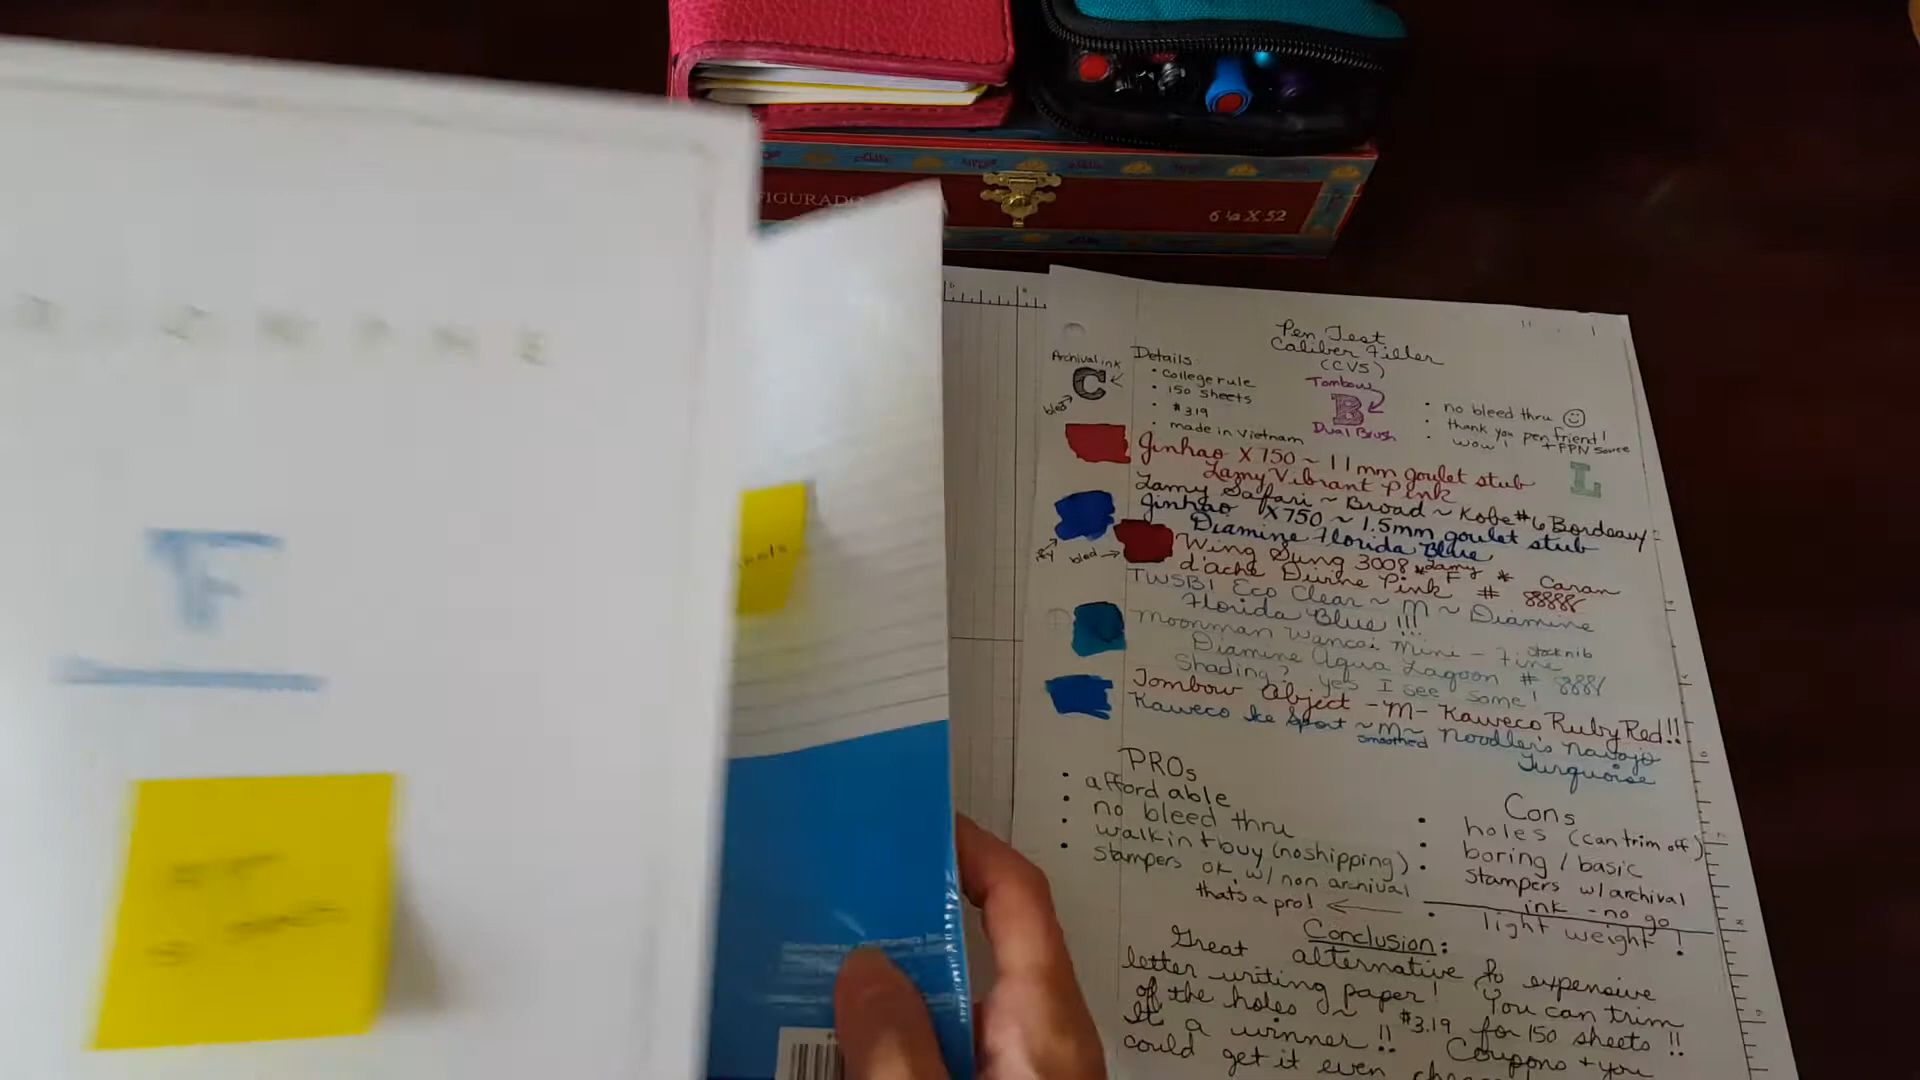 FIGURADO
6 1/2 X 52
F
Pen Test
Caliber Filler
(CVS)
Archival ink
C
bled
Details:
• College rule
• 150 sheets
• $3.19
• made in Vietnam
Tombow
B
Dual Brush
• no bleed thru
• thank you pen friend!
• wow! + FPN Source
L
Jinhao X750 ~ 1.1mm goulet stub
Lamy Vibrant Pink
Lamy Safari ~ Broad ~ Kobe #6 Bordeaux
Jinhao X750 ~ 1.5mm goulet stub
Diamine Florida Blue
bled
Wing Sung 3008 * Lamy F * Caran
d'ache Divine Pink #
TWSBI Eco Clear ~ M ~ Diamine
Florida Blue !!!
Moonman Wancai Mini - Fine stock nib
Diamine Aqua Lagoon #
Shading? yes I see some!
Tombow Object - M - Kaweco Ruby Red!!
Kaweco Ice Sport ~ M ~ Noodler's Navajo
smoothed
Turquoise
PROs
• affordable
• no bleed thru
• walk in + buy (no shipping)
• stampers ok w/ non archival
thats a pro!
Cons
• holes (can trim off)
• boring / basic
• stampers w/ archival
ink - no go
• light weight!
Conclusion:
Great alternative to expensive
letter writing paper! You can trim
off the holes ~ $3.19 for 150 sheets!!
It a winner!! Coupons + you
could get it even